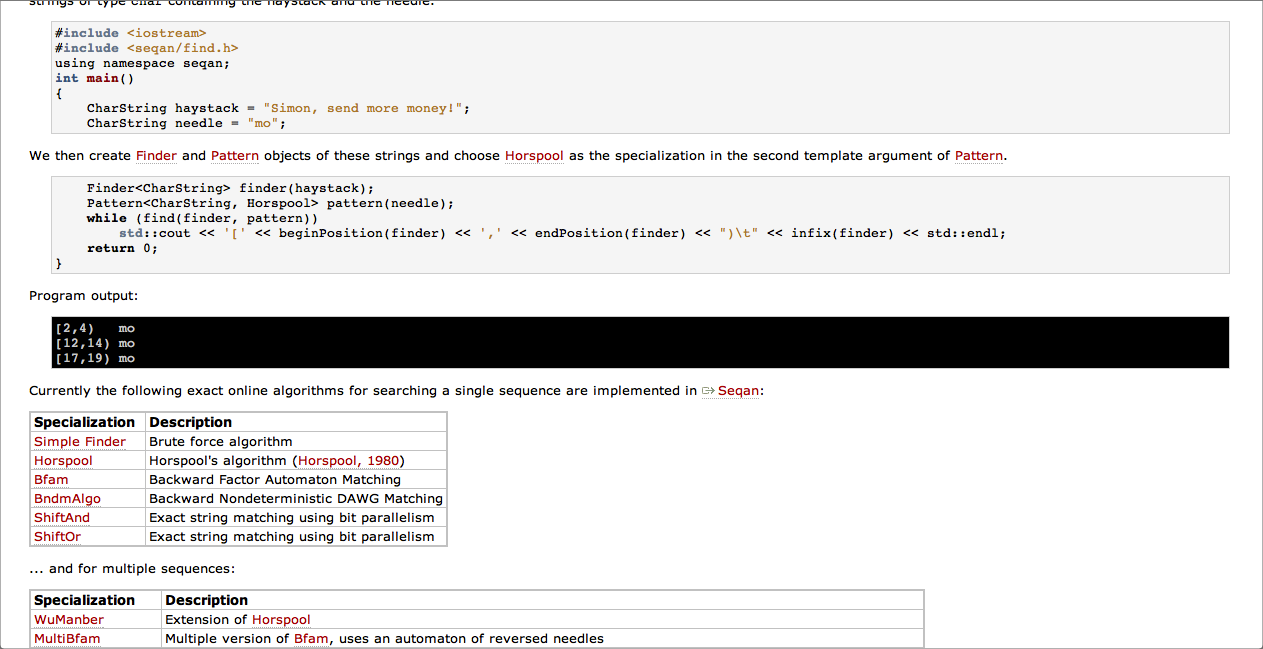 strings of type char containing the haystack and the needle.
#include <iostream>
#include <seqan/find.h>
using namespace seqan;
int main()
{
    CharString haystack = "Simon, send more money!";
    CharString needle = "mo";
We then create Finder and Pattern objects of these strings and choose Horspool as the specialization in the second template argument of Pattern.
    Finder<CharString> finder(haystack);
    Pattern<CharString, Horspool> pattern(needle);
    while (find(finder, pattern))
        std::cout << '[' << beginPosition(finder) << ',' << endPosition(finder) << ")\t" << infix(finder) << std::endl;
    return 0;
}
Program output:
[2,4)   mo
[12,14) mo
[17,19) mo
Currently the following exact online algorithms for searching a single sequence are implemented in Seqan:
Specialization Description
Simple Finder Brute force algorithm
Horspool Horspool's algorithm (Horspool, 1980)
Bfam Backward Factor Automaton Matching
BndmAlgo Backward Nondeterministic DAWG Matching
ShiftAnd Exact string matching using bit parallelism
ShiftOr Exact string matching using bit parallelism
... and for multiple sequences:
Specialization Description
WuManber Extension of Horspool
MultiBfam Multiple version of Bfam, uses an automaton of reversed needles